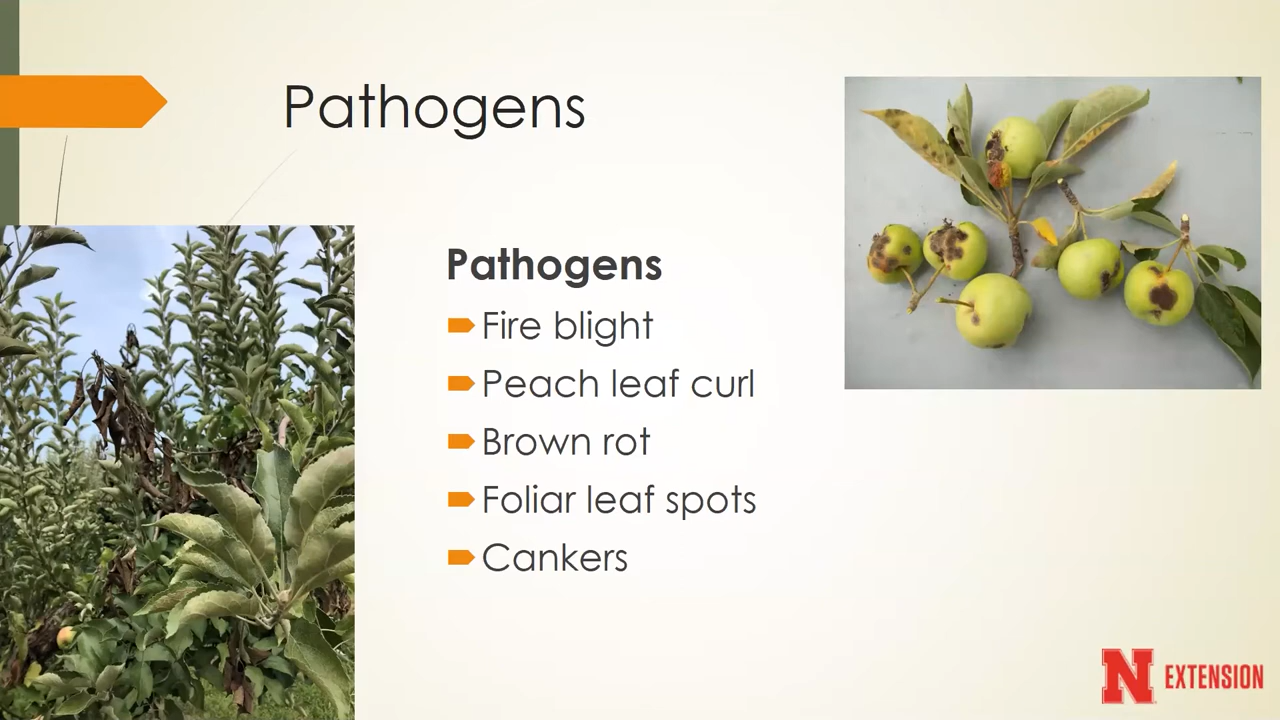 Pathogens
Pathogens
Fire blight
Peach leaf curl
Brown rot
Foliar leaf spots
Cankers
N EXTENSION